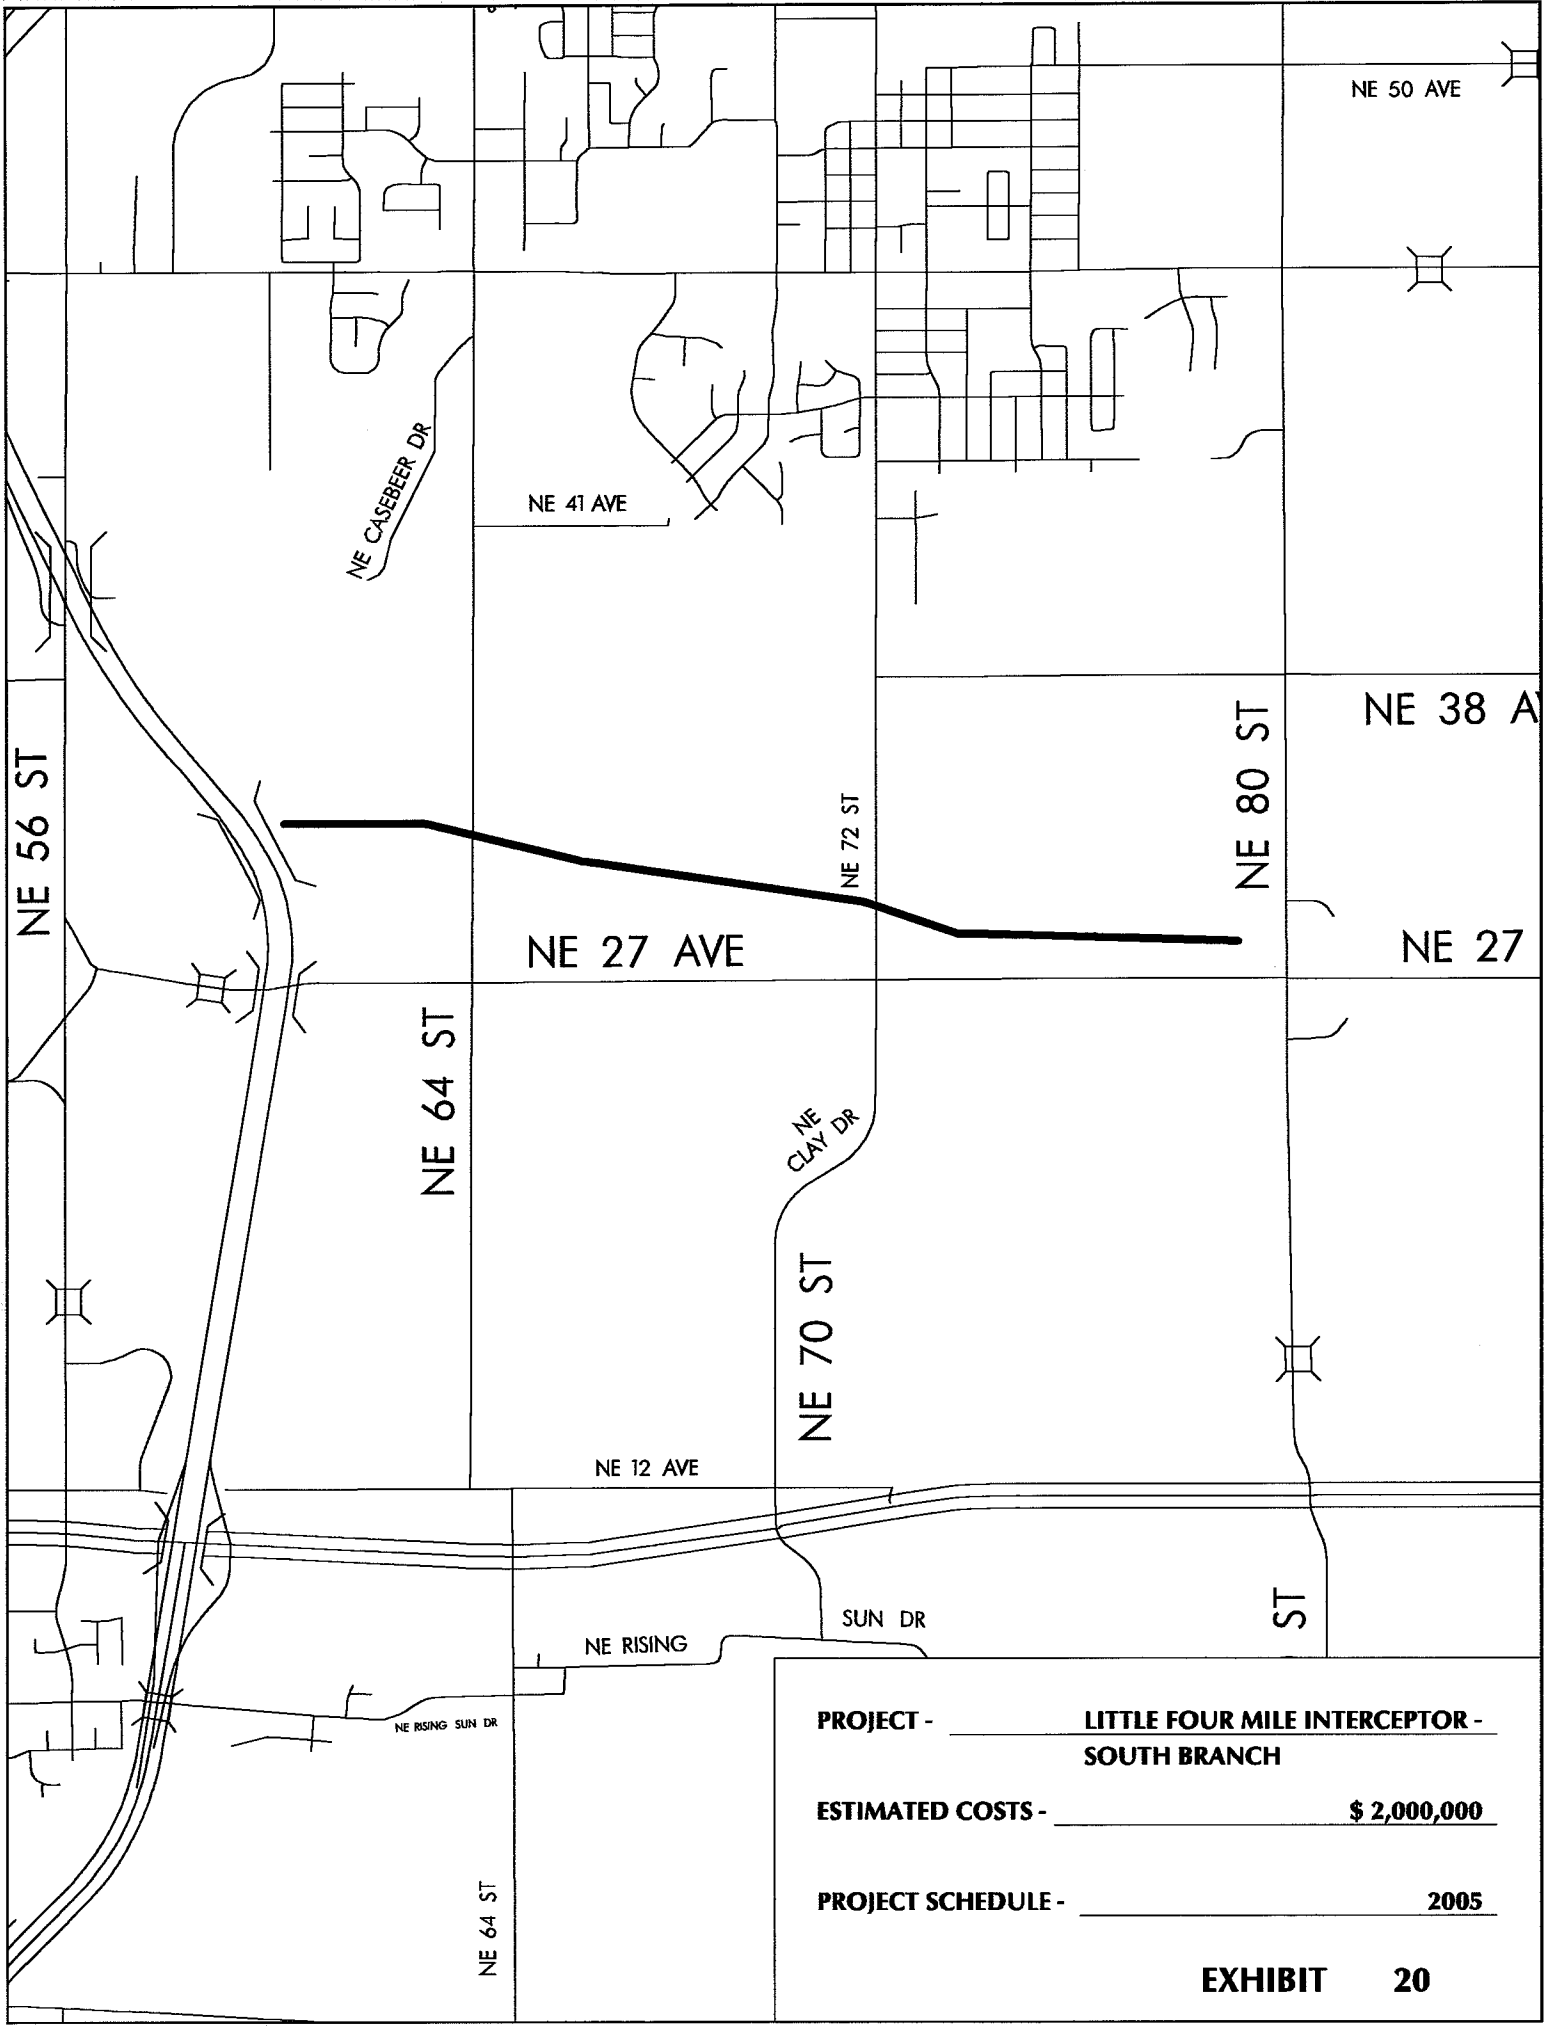 NE 50 AVE
NE CASEBEER DR
NE 41 AVE
NE 38 A
NE 80 ST
NE 56 ST
NE 72 ST
NE 27 AVE
NE 27
NE 64 ST
NE
CLAY DR
NE 70 ST
NE 12 AVE
ST
SUN DR
NE RISING
NE RISING SUN DR
NE 64 ST
PROJECT - LITTLE FOUR MILE INTERCEPTOR -
SOUTH BRANCH
ESTIMATED COSTS - $ 2,000,000
PROJECT SCHEDULE - 2005
EXHIBIT 20